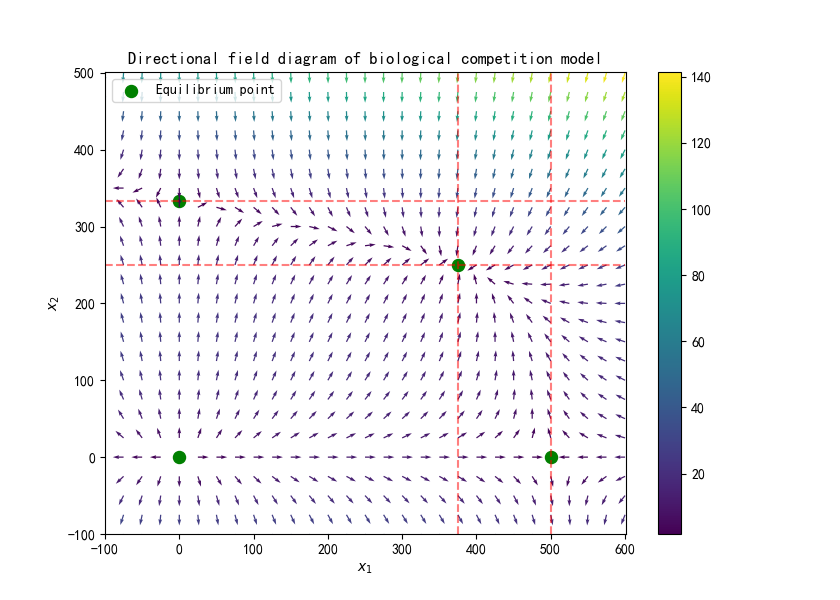 Directional field diagram of biological competition model
Equilibrium point
500
400
300
200
100
0
−100
x₂
−100 0 100 200 300 400 500 600
x₁
140
120
100
80
60
40
20